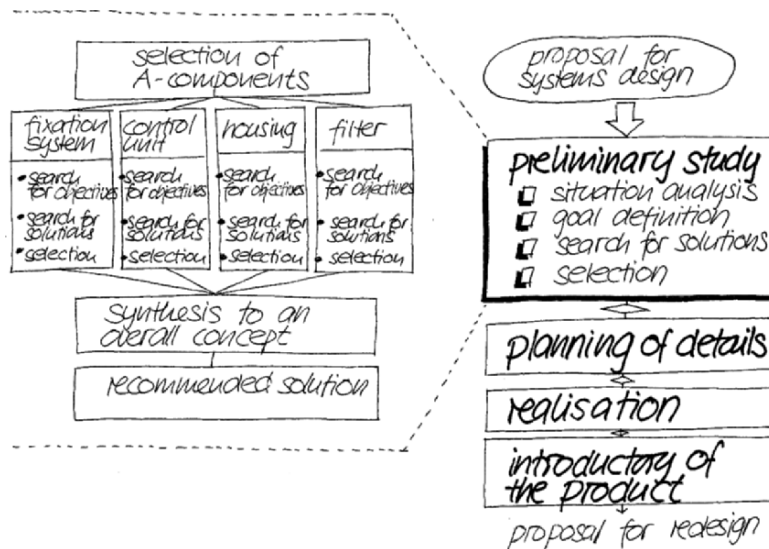 selection of
A-components
fixation
system
• search
for objectives
• search for
solutions
• selection
control
unit
• search
for objectives
• search for
solutions
• selection
housing
• search
for objectives
• search for
solutions
• selection
filter
• search
for objectives
• search for
solutions
• selection
synthesis to an
overall concept
recommended solution
proposal for
systems design
preliminary study
situation analysis
goal definition
search for solutions
selection
planning of details
realisation
introductory of
the product
proposal for redesign